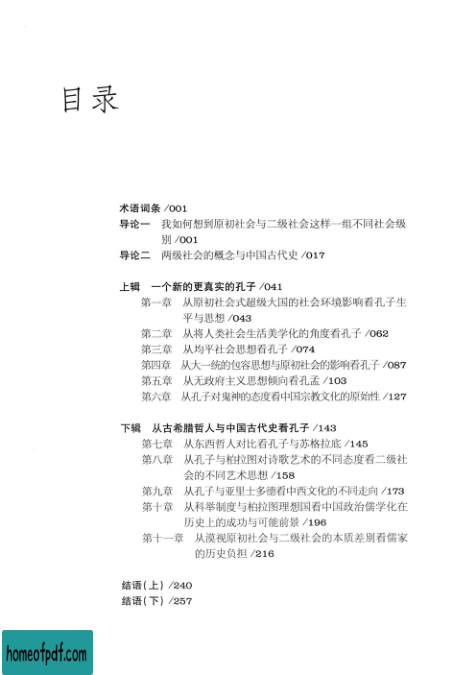 目录
术语词条/001
导论一 我如何想到原初社会与二级社会这样一组不同社会级
别/001
导论二 两级社会的概念与中国古代史/017
上辑 一个新的更真实的孔子/041
第一章 从原初社会式超级大国的社会环境影响看孔子生
平与思想/043
第二章 从将人类社会生活美学化的角度看孔子/062
第三章 从均平社会思想看孔子/074
第四章 从大一统的包容思想与原初社会的影响看孔子/087
第五章 从无政府主义思想倾向看孔孟/103
第六章 从孔子对鬼神的态度看中国宗教文化的原始性/127
下辑 从古希腊哲人与中国古代史看孔子/143
第七章 从东西哲人对比看孔子与苏格拉底/145
第八章 从孔子与柏拉图对诗歌艺术的不同态度看二级社
会的不同艺术思想/158
第九章 从孔子与亚里士多德看中西文化的不同走向/173
第十章 从科举制度与柏拉图理想国看中国政治儒学化在
历史上的成功与可能前景/196
第十一章 从漠视原初社会与二级社会的本质差别看儒家
的历史负担/216
结语(上)/240
结语(下)/257
homeofpdf.com